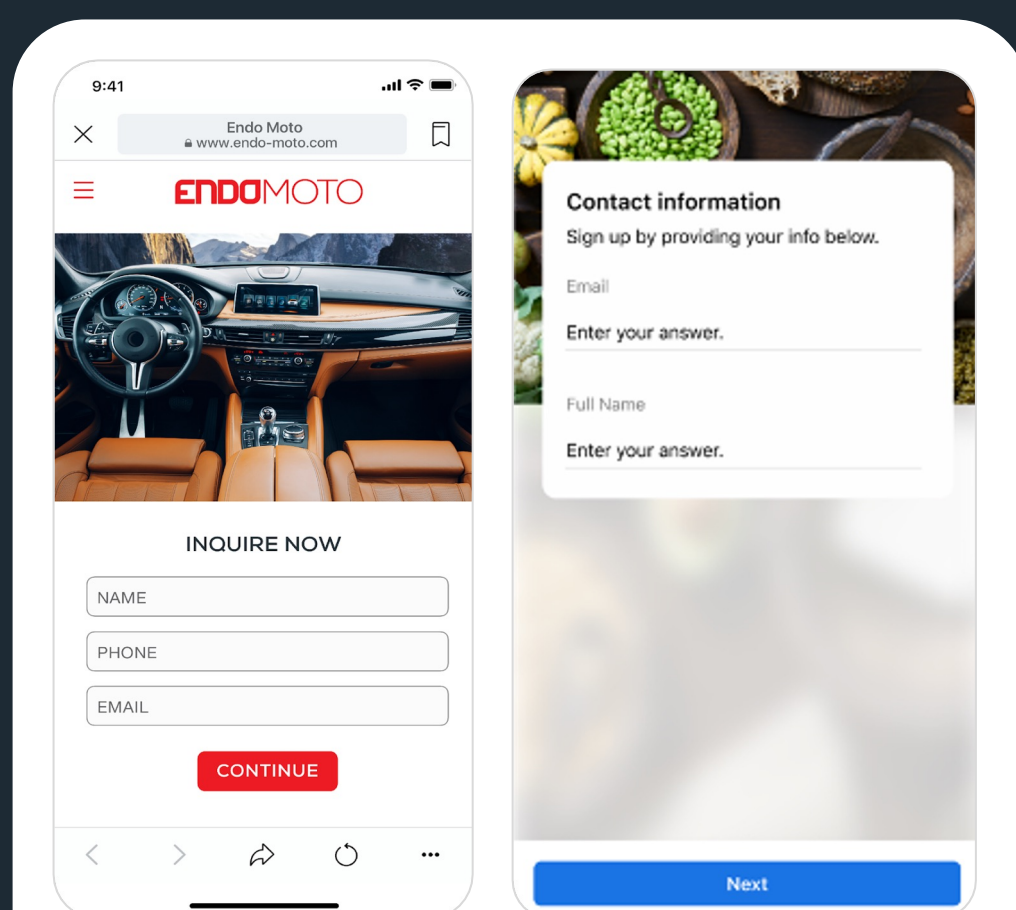 9:41
Endo Moto
www.endo-moto.com
ENDOMOTO
INQUIRE NOW
NAME
PHONE
EMAIL
CONTINUE
Contact information
Sign up by providing your info below.
Email
Enter your answer.
Full Name
Enter your answer.
Next